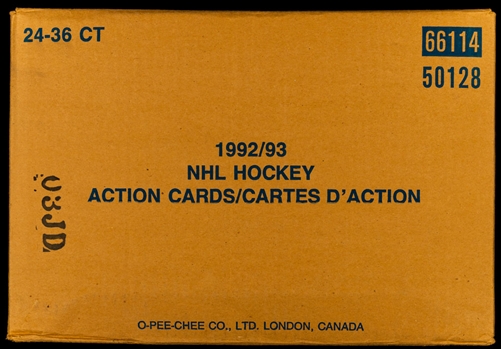 24-36 CT
66114
50128
1992/93
NHL HOCKEY
ACTION CARDS/CARTES D'ACTION
03JD
O-PEE-CHEE CO., LTD. LONDON, CANADA